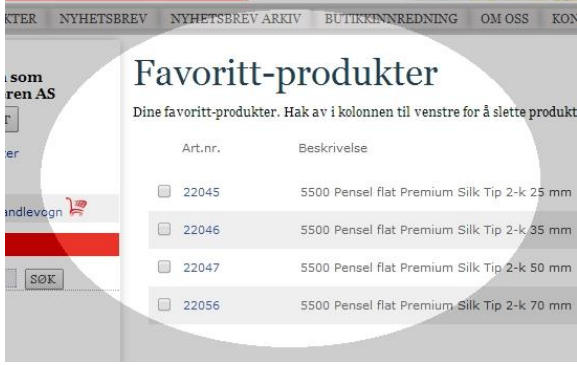 KTER NYHETSBREV NYHETSBREV ARKIV BUTIKKINNREDNING OM OSS KON
som
ren AS
T
er
andlevogn
SØK
Favoritt-produkter
Dine favoritt-produkter. Hak av i kolonnen til venstre for å slette produkt
Art.nr. Beskrivelse
22045 5500 Pensel flat Premium Silk Tip 2-k 25 mm
22046 5500 Pensel flat Premium Silk Tip 2-k 35 mm
22047 5500 Pensel flat Premium Silk Tip 2-k 50 mm
22056 5500 Pensel flat Premium Silk Tip 2-k 70 mm